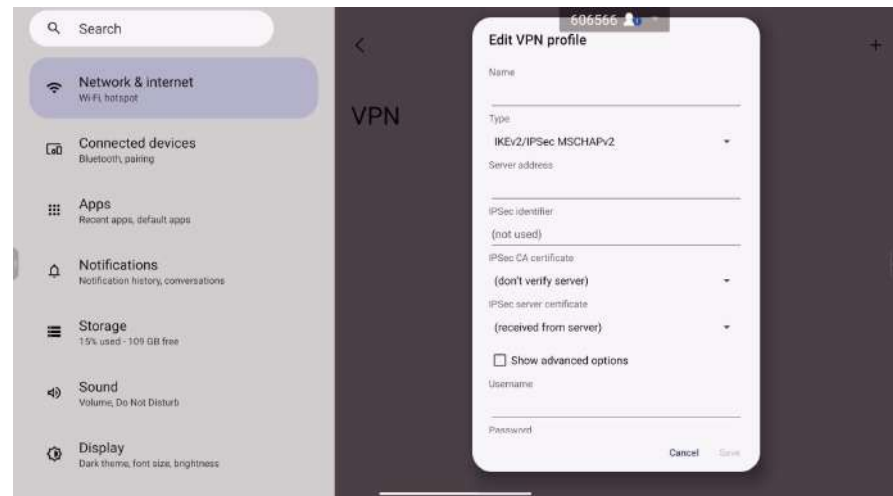 Search
Network & internet
Wi-Fi, hotspot
Connected devices
Bluetooth, pairing
Apps
Recent apps, default apps
Notifications
Notification history, conversations
Storage
15% used - 109 GB free
Sound
Volume, Do Not Disturb
Display
Dark theme, font size, brightness
VPN
606566
Edit VPN profile
Name
Type
IKEv2/IPSec MSCHAPv2
Server address
IPSec identifier
(not used)
IPSec CA certificate
(don't verify server)
IPSec server certificate
(received from server)
Show advanced options
Username
Password
Cancel Save